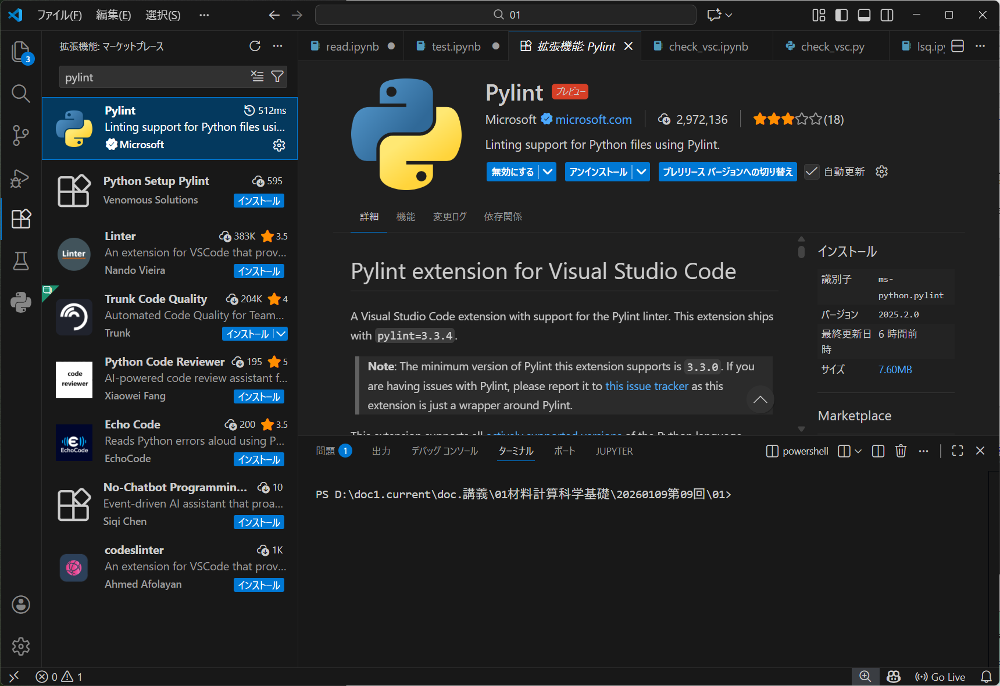 ファイル(F) 編集(E) 選択(S) ··· 01
拡張機能: マーケットプレース
read.ipynb test.ipynb 拡張機能: Pylint check_vsc.ipynb check_vsc.py lsq.ipy
3
pylint
Pylint 512ms
Linting support for Python files usi...
Microsoft
Python Setup Pylint 595
Venomous Solutions インストール
Linter
Linter 383K 3.5
An extension for VSCode that prov...
Nando Vieira インストール
Trunk Code Quality 204K 4
Automated Code Quality for Team...
Trunk インストール
code reviewer
Python Code Reviewer 195 5
AI-powered code review assistant f...
Xiaowei Fang インストール
EchoCode
Echo Code 200 3.5
Reads Python errors aloud using P...
EchoCode インストール
No-Chatbot Programmin... 10
Event-driven AI assistant that proa...
Siqi Chen インストール
codeslinter 1K
An extension for VSCode that prov...
Ahmed Afolayan インストール
Pylint プレビュー
Microsoft microsoft.com 2,972,136 (18)
Linting support for Python files using Pylint.
無効にする アンインストール プレリリース バージョンへの切り替え 自動更新
詳細 機能 変更ログ 依存関係
Pylint extension for Visual Studio Code
A Visual Studio Code extension with support for the Pylint linter. This extension ships
with pylint=3.3.4.
Note: The minimum version of Pylint this extension supports is 3.3.0. If you
are having issues with Pylint, please report it to this issue tracker as this
extension is just a wrapper around Pylint.
This extension supports all actively supported versions of the Python language
インストール
識別子 ms-
python.pylint
バージョン 2025.2.0
最終更新日 6 時間前
時
サイズ 7.60MB
Marketplace
問題 1 出力 デバッグ コンソール ターミナル ポート JUPYTER powershell
PS D:\doc1.current\doc.講義\01材料計算科学基礎\20260109第09回\01>
0 1 Go Live